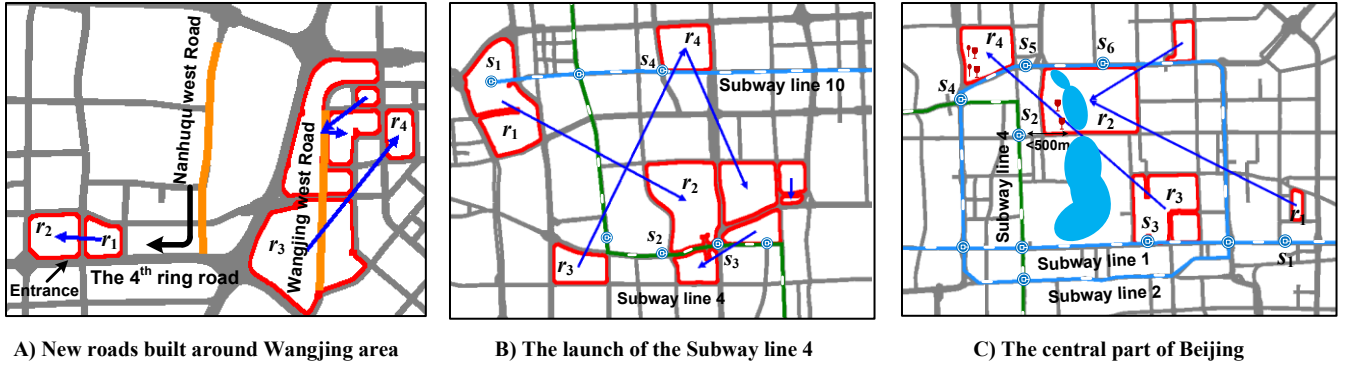 Nanhuqu west Road
Wangjing west Road
r4
r2
r1
r3
Entrance
The 4th ring road
A) New roads built around Wangjing area
r4
s1
s4
Subway line 10
r1
r2
s2
s3
r3
Subway line 4
B) The launch of the Subway line 4
r4
s5
s6
s4
s2
r2
<500m
Subway line 4
r3
r1
s3
s1
Subway line 1
Subway line 2
C) The central part of Beijing